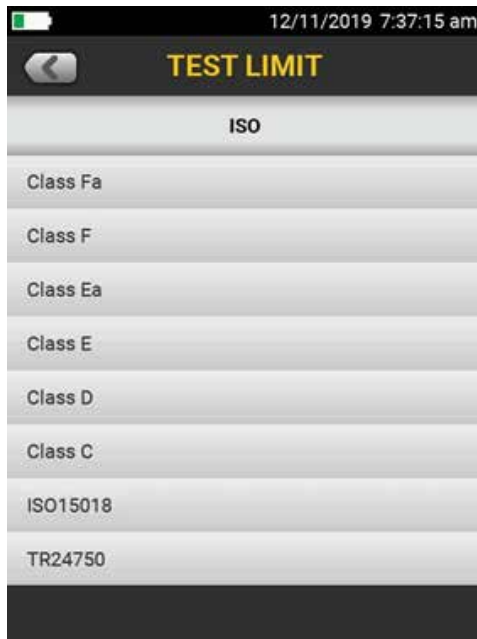 12/11/2019 7:37:15 am
TEST LIMIT
ISO
Class Fa
Class F
Class Ea
Class E
Class D
Class C
ISO15018
TR24750